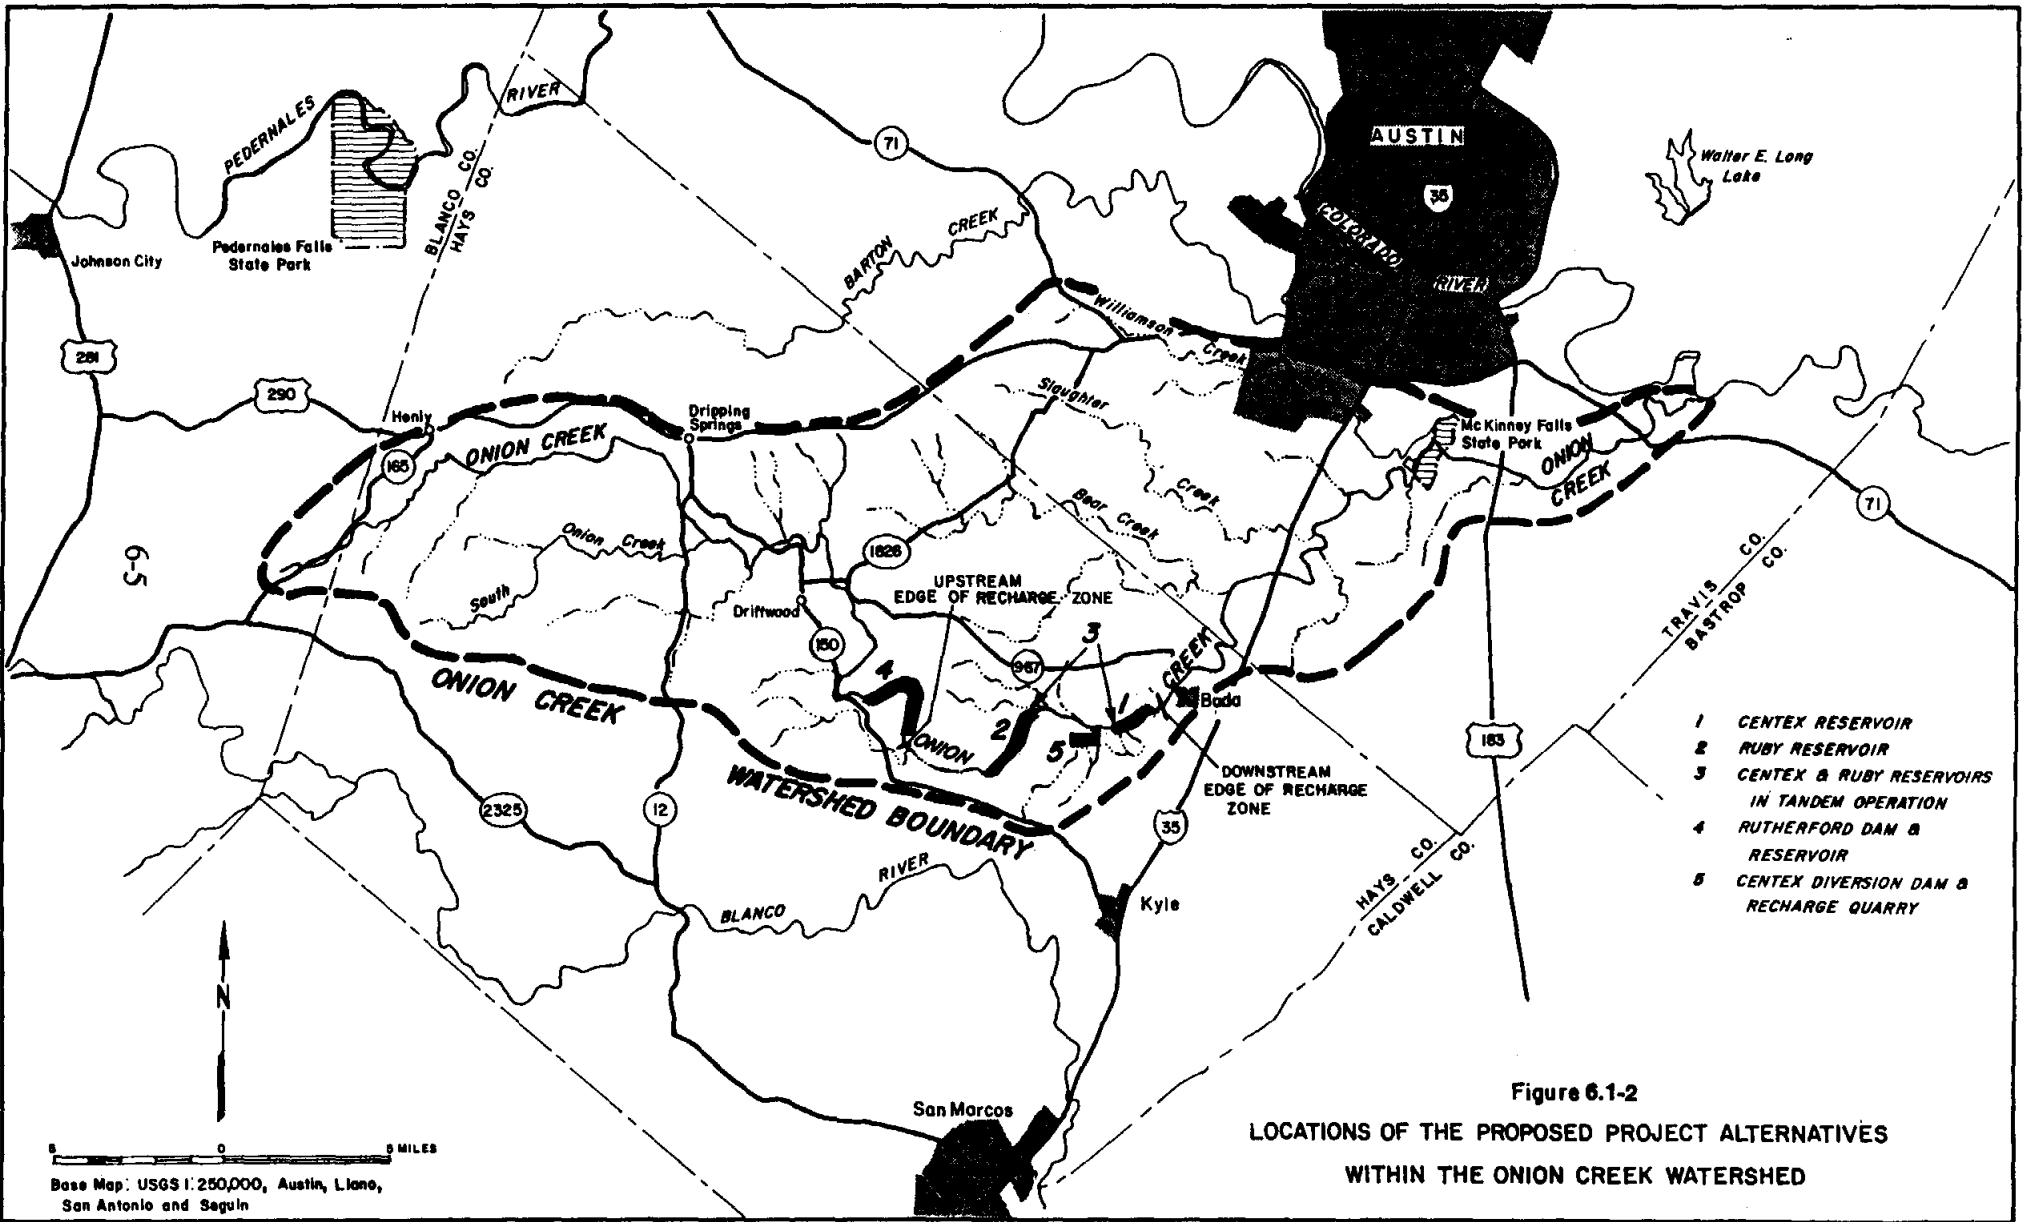 PEDERNALES
RIVER
AUSTIN
35
COLORADO
RIVER
Walter E. Long
Lake
71
Pedernales Falls
State Park
BLANCO CO.
HAYS CO.
Johnson City
BARTON
CREEK
Williamson
Creek
281
290
Henly
Dripping
Springs
Slaughter
Creek
McKinney Falls
State Park
165
ONION CREEK
ONION
CREEK
71
6-5
South
Onion Creek
Bear Creek
1826
UPSTREAM
EDGE OF RECHARGE ZONE
Driftwood
150
3
967
CREEK
4
2
1
5
ONION
Buda
TRAVIS CO.
BASTROP CO.
ONION CREEK
WATERSHED BOUNDARY
DOWNSTREAM
EDGE OF RECHARGE
ZONE
183
1 CENTEX RESERVOIR
2 RUBY RESERVOIR
3 CENTEX & RUBY RESERVOIRS
IN TANDEM OPERATION
4 RUTHERFORD DAM &
RESERVOIR
5 CENTEX DIVERSION DAM &
RECHARGE QUARRY
2325
12
35
RIVER
BLANCO
Kyle
HAYS CO.
CALDWELL CO.
N
San Marcos
5 0 5 MILES
Base Map: USGS 1:250,000, Austin, Llano,
San Antonio and Seguin
Figure 6.1-2
LOCATIONS OF THE PROPOSED PROJECT ALTERNATIVES
WITHIN THE ONION CREEK WATERSHED